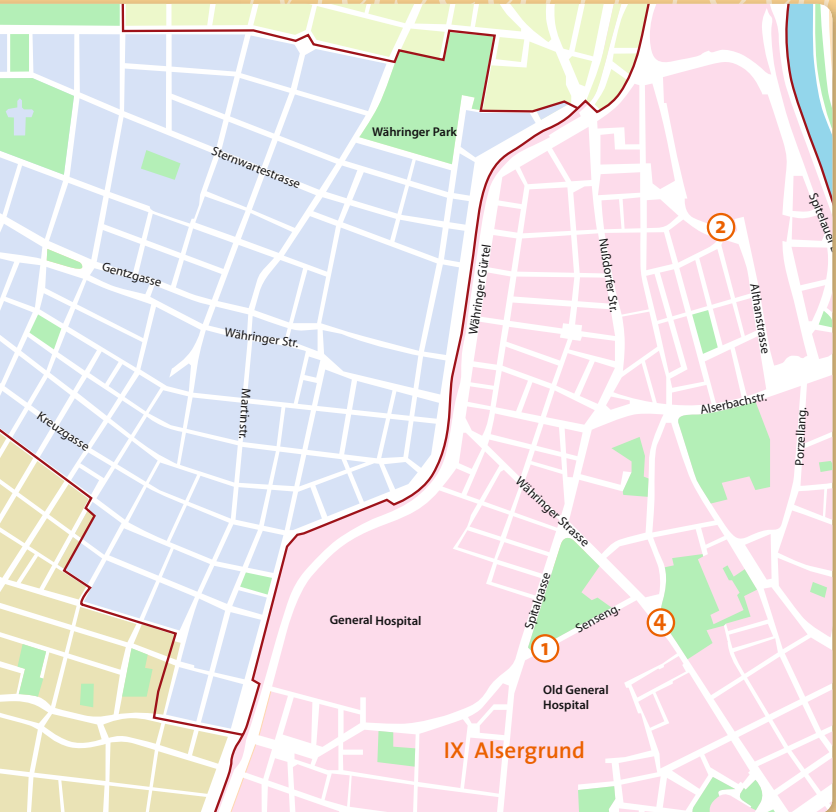 Währinger Park
Sternwartestrasse
Spitelauer
2
Gentzgasse
Währinger Gürtel
Nußdorfer Str.
Althanstrasse
Währinger Str.
Martinstr.
Alserbachstr.
Kreuzgasse
Porzellang.
Währinger Strasse
Spitalgasse
Senseng.
General Hospital
4
1
Old General
Hospital
IX Alsergrund